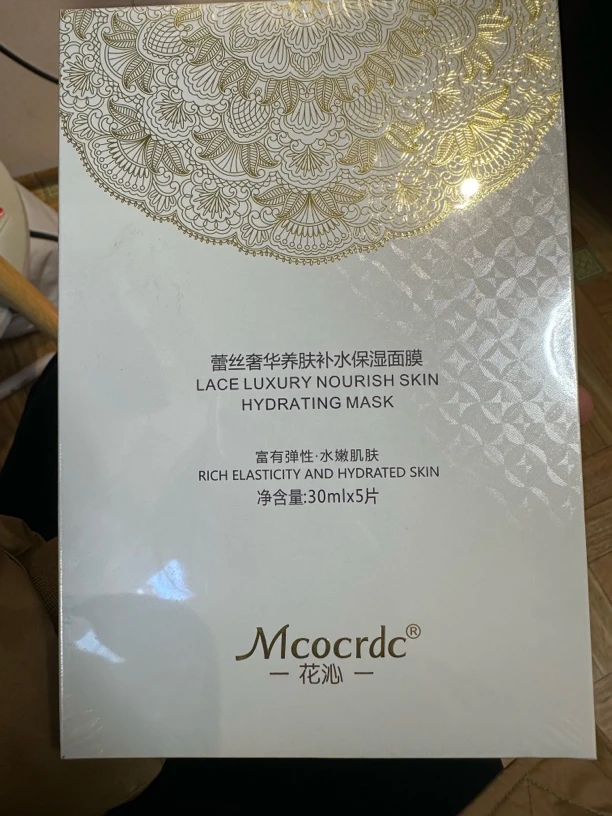 蕾丝奢华养肤补水保湿面膜
LACE LUXURY NOURISH SKIN
HYDRATING MASK
富有弹性·水嫩肌肤
RICH ELASTICITY AND HYDRATED SKIN
净含量:30mlx5片
Mcocrdc®
— 花沁 —